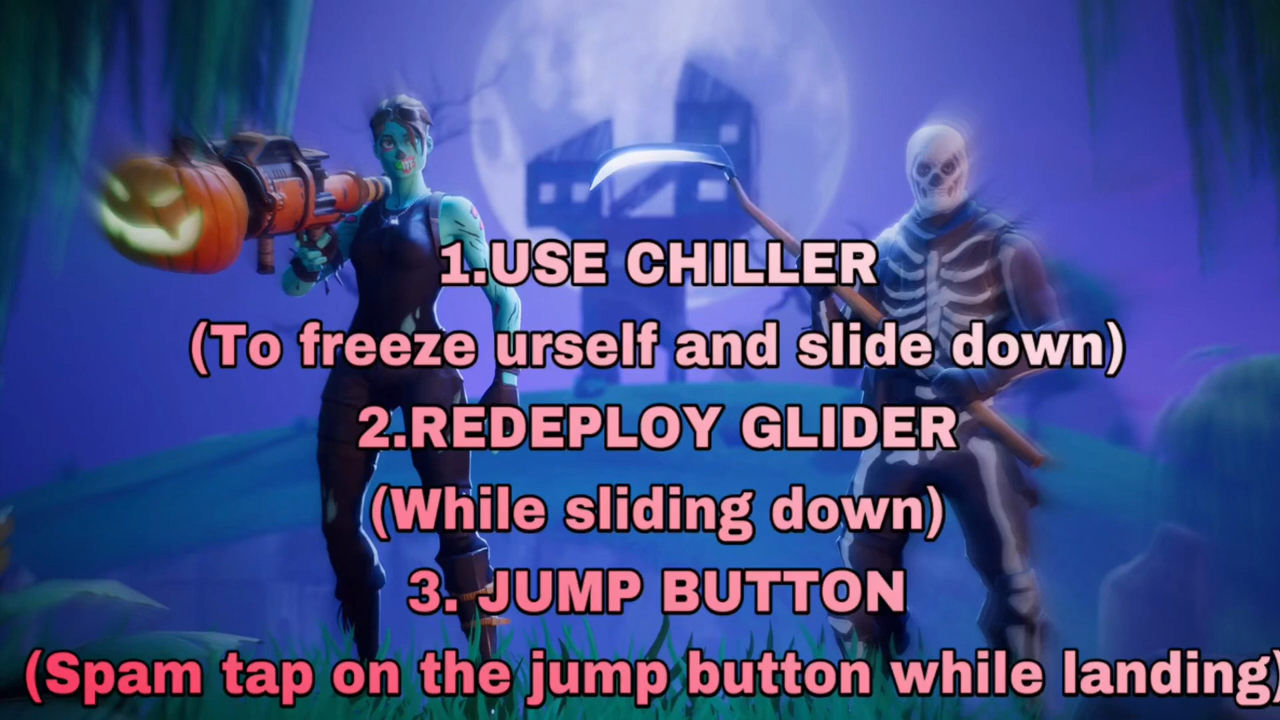 1.USE CHILLER
(To freeze urself and slide down)
2.REDEPLOY GLIDER
(While sliding down)
3. JUMP BUTTON
(Spam tap on the jump button while landing)